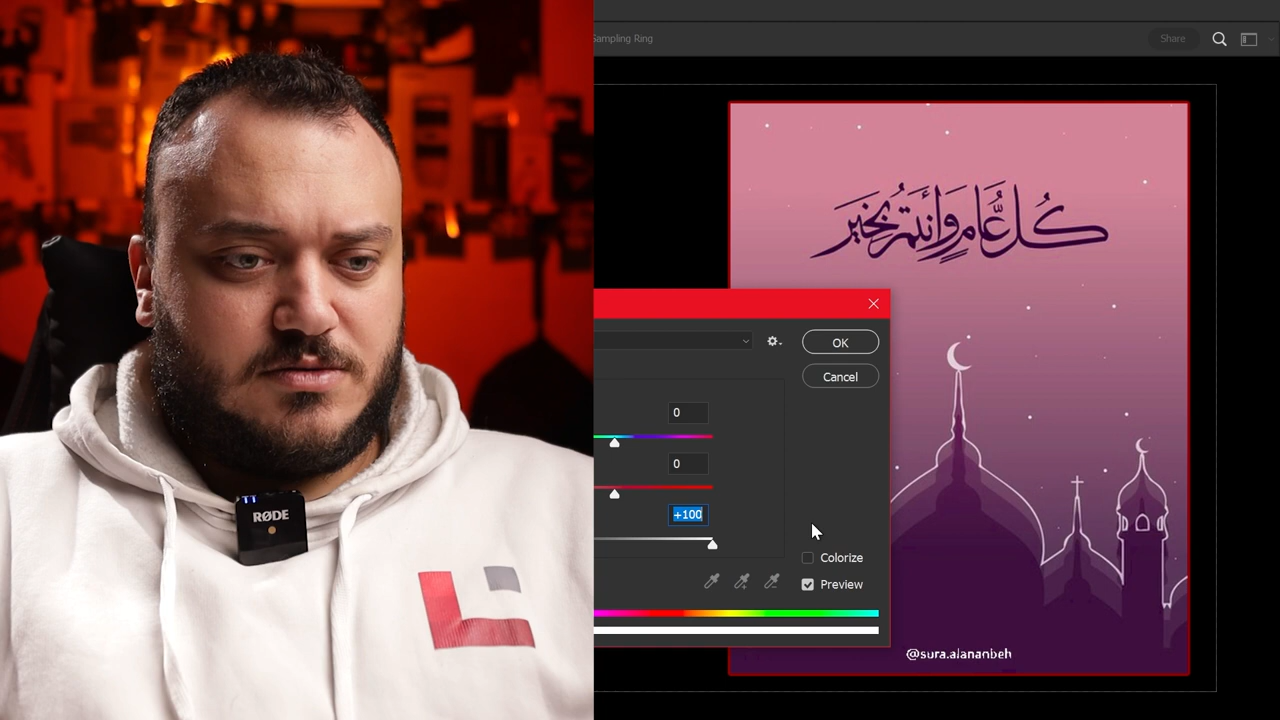 Sampling Ring
Share
كل عام وأنتم بخير
OK
Cancel
0
0
+100
Colorize
Preview
RØDE
@sura.alananbeh